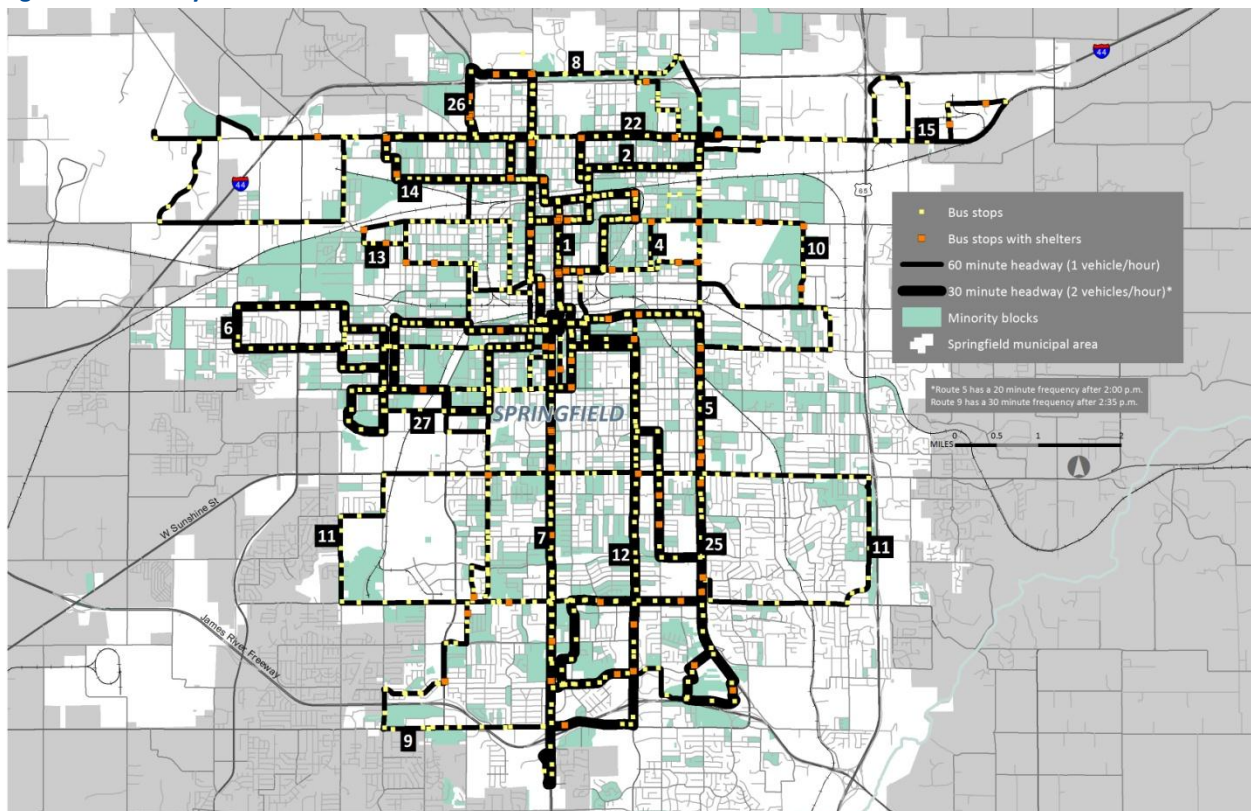 8
44
26
22
15
2
44
14
65
Bus stops
1
4
Bus stops with shelters
10
13
60 minute headway (1 vehicle/hour)
30 minute headway (2 vehicles/hour)*
Minority blocks
6
Springfield municipal area
*Route 5 has a 20 minute frequency after 2:00 p.m.
Route 9 has a 30 minute frequency after 2:35 p.m.
5
SPRINGFIELD
27
MILES
0 0.5 1 2
W Sunshine St
11
7
12
25
11
James River Freeway
9